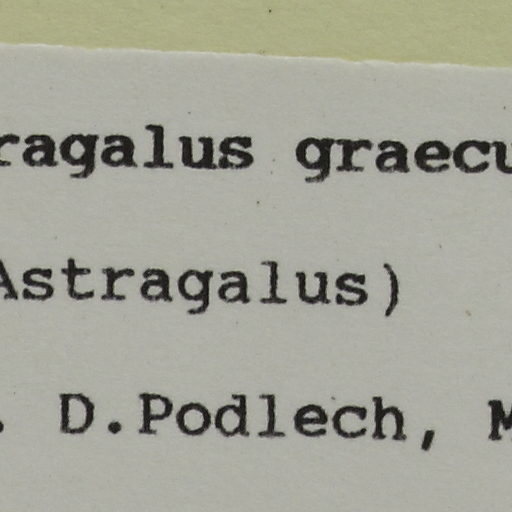 ragalus graecu
Astragalus)
. D.Podlech, M